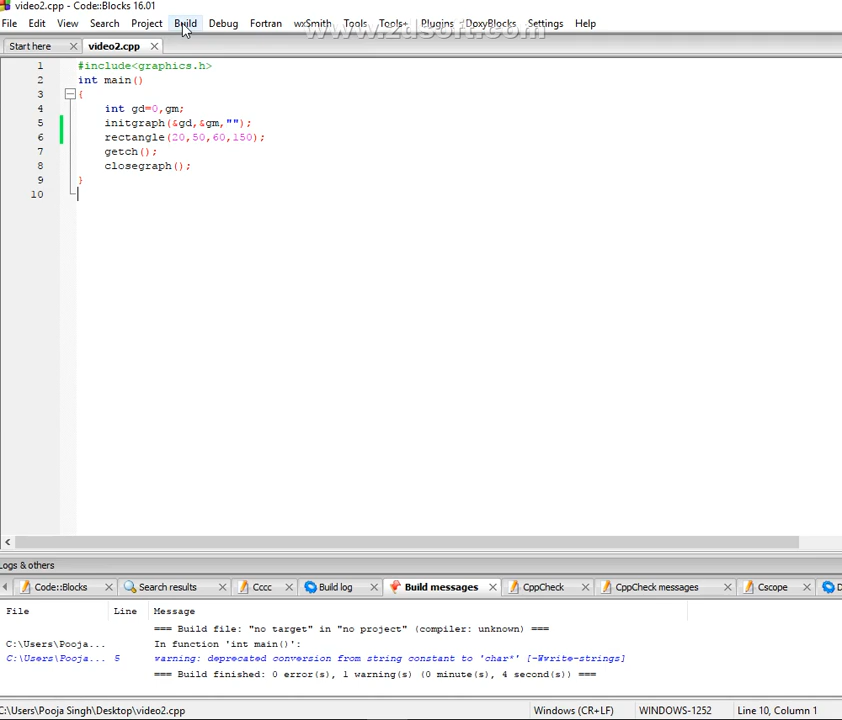 video2.cpp - Code::Blocks 16.01
File Edit View Search Project Build Debug Fortran wxSmith Tools Tools+ Plugins DoxyBlocks Settings Help
www.zdsoft.com
Start here video2.cpp
1 #include<graphics.h>
2 int main()
3 {
4 int gd=0,gm;
5 initgraph(&gd,&gm,"");
6 rectangle(20,50,60,150);
7 getch();
8 closegraph();
9 }
10
Logs & others
Code::Blocks Search results Cccc Build log Build messages CppCheck CppCheck messages Cscope
File Line Message
=== Build file: "no target" in "no project" (compiler: unknown) ===
C:\Users\Pooja... In function 'int main()':
C:\Users\Pooja... 5 warning: deprecated conversion from string constant to 'char*' [-Wwrite-strings]
=== Build finished: 0 error(s), 1 warning(s) (0 minute(s), 4 second(s)) ===
C:\Users\Pooja Singh\Desktop\video2.cpp Windows (CR+LF) WINDOWS-1252 Line 10, Column 1